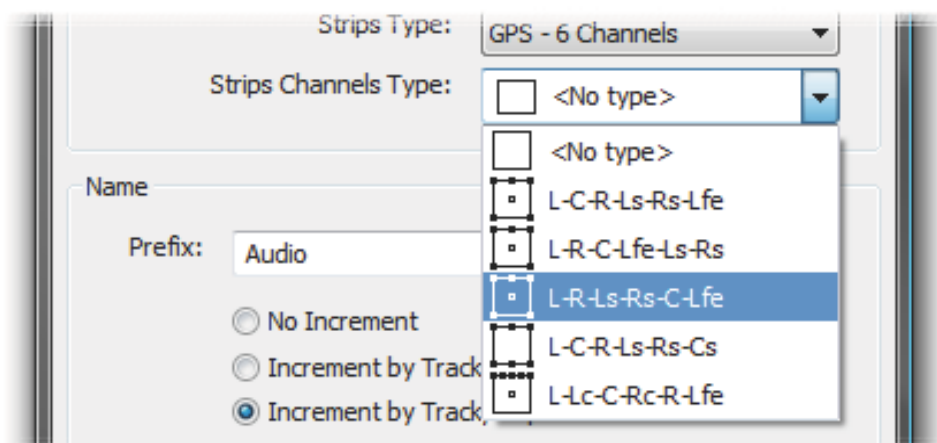 Strips Type: GPS - 6 Channels
Strips Channels Type: <No type>
<No type>
L-C-R-Ls-Rs-Lfe
Name
L-R-C-Lfe-Ls-Rs
Prefix: Audio
L-R-Ls-Rs-C-Lfe
No Increment
L-C-R-Ls-Rs-Cs
Increment by Track
L-Lc-C-Rc-R-Lfe
Increment by Track,